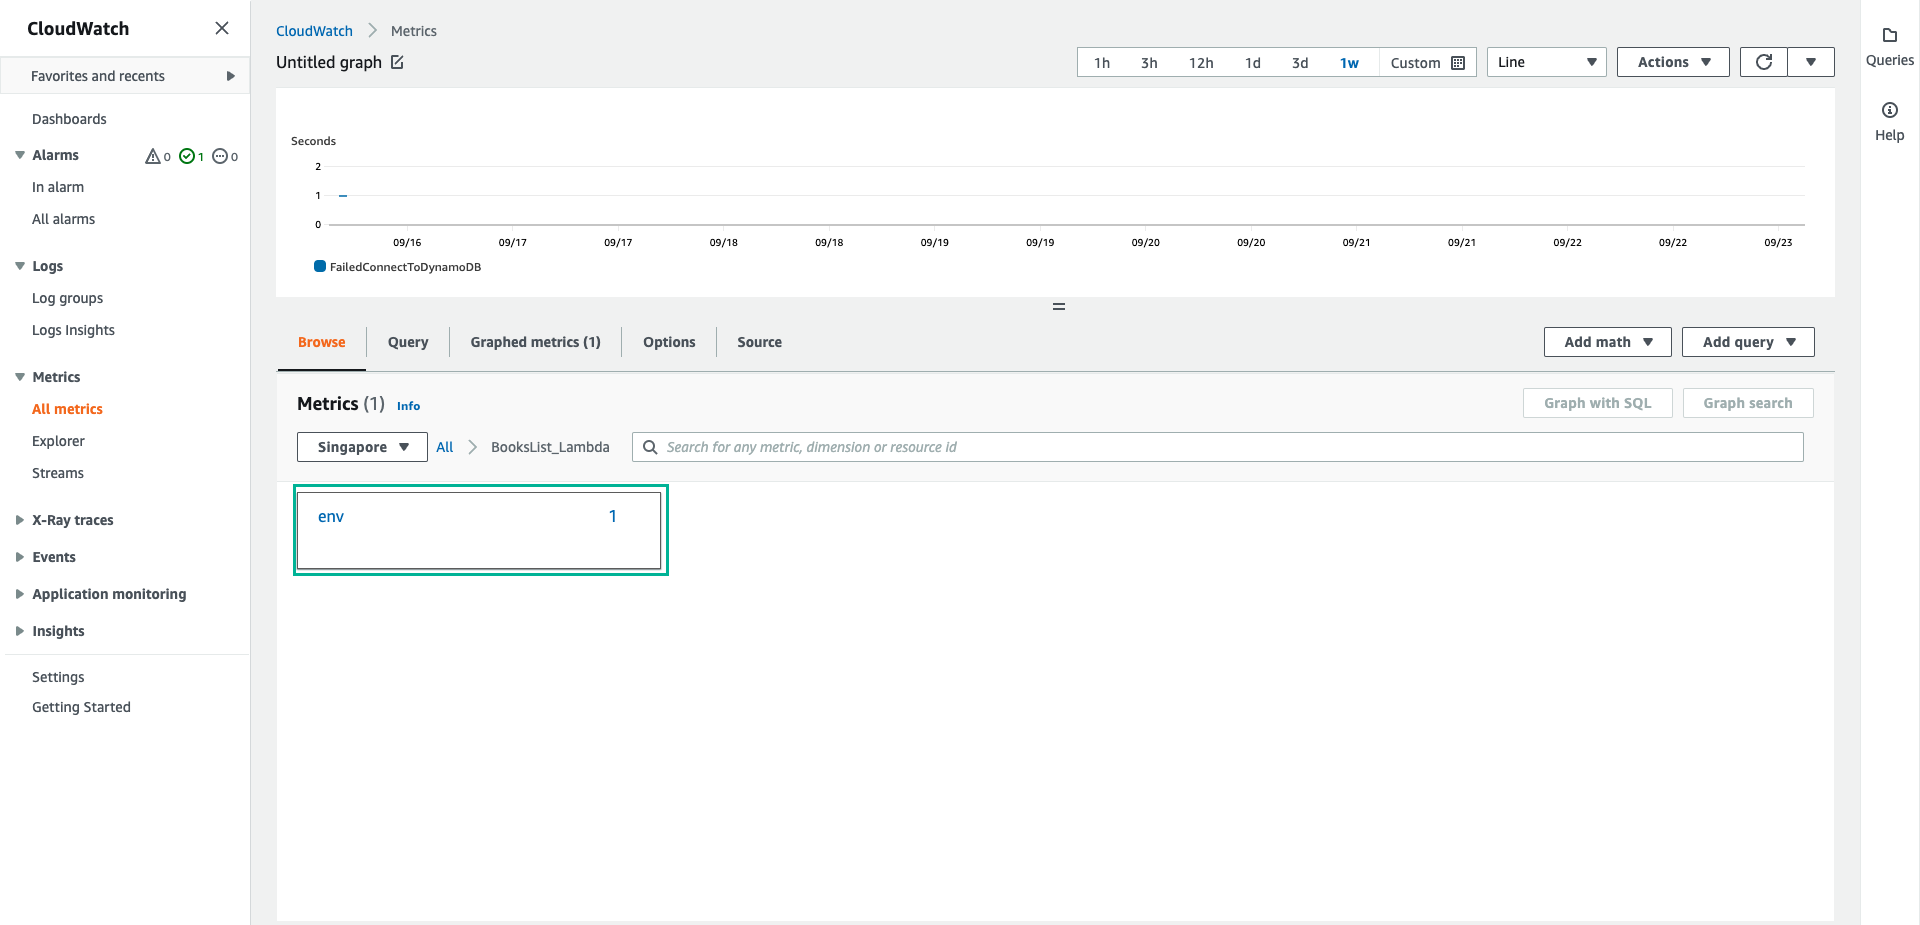 CloudWatch
Favorites and recents
Dashboards
Alarms 0 1 0
In alarm
All alarms
Logs
Log groups
Logs Insights
Metrics
All metrics
Explorer
Streams
X-Ray traces
Events
Application monitoring
Insights
Settings
Getting Started
CloudWatch Metrics
Untitled graph
1h 3h 12h 1d 3d 1w Custom Line Actions
Seconds
2
1
0
09/16 09/17 09/17 09/18 09/18 09/19 09/19 09/20 09/20 09/21 09/21 09/22 09/22 09/23
FailedConnectToDynamoDB
Browse Query Graphed metrics (1) Options Source Add math Add query
Metrics (1) Info Graph with SQL Graph search
Singapore All BooksList_Lambda Search for any metric, dimension or resource id
env 1
Queries
Help